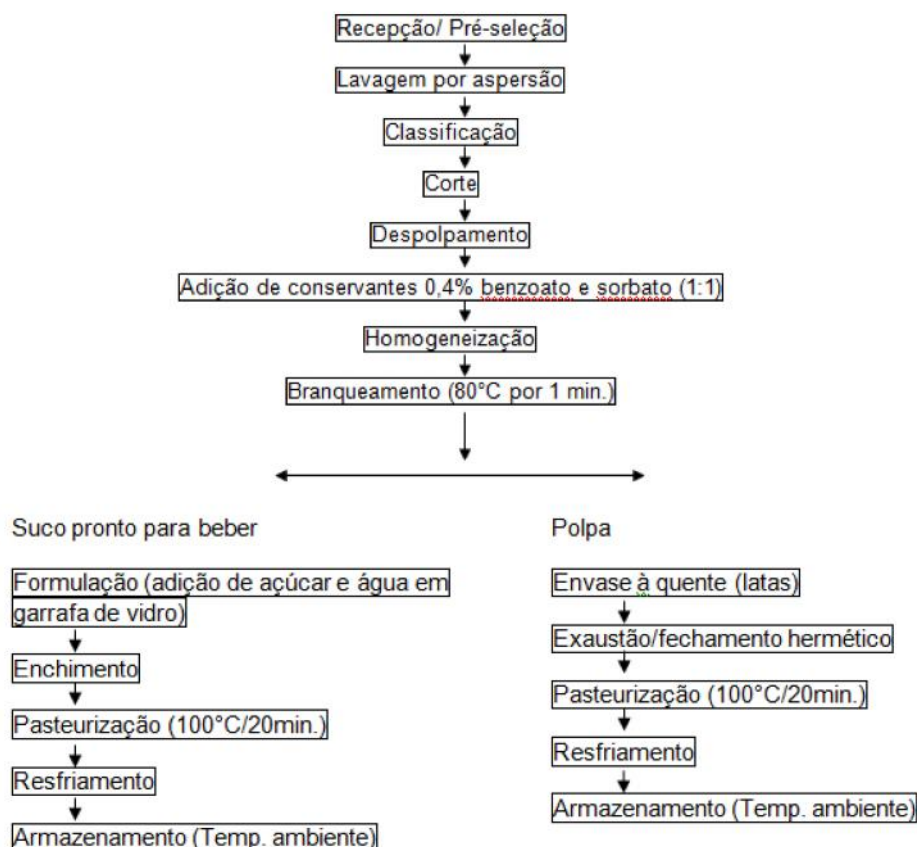 Recepção/ Pré-seleção
Lavagem por aspersão
Classificação
Corte
Despolpamento
Adição de conservantes 0,4% benzoato e sorbato (1:1)
Homogeneização
Branqueamento (80°C por 1 min.)
Suco pronto para beber
Formulação (adição de açúcar e água em
garrafa de vidro)
Enchimento
Pasteurização (100°C/20min.)
Resfriamento
Armazenamento (Temp. ambiente)
Polpa
Envase à quente (latas)
Exaustão/fechamento hermético
Pasteurização (100°C/20min.)
Resfriamento
Armazenamento (Temp. ambiente)